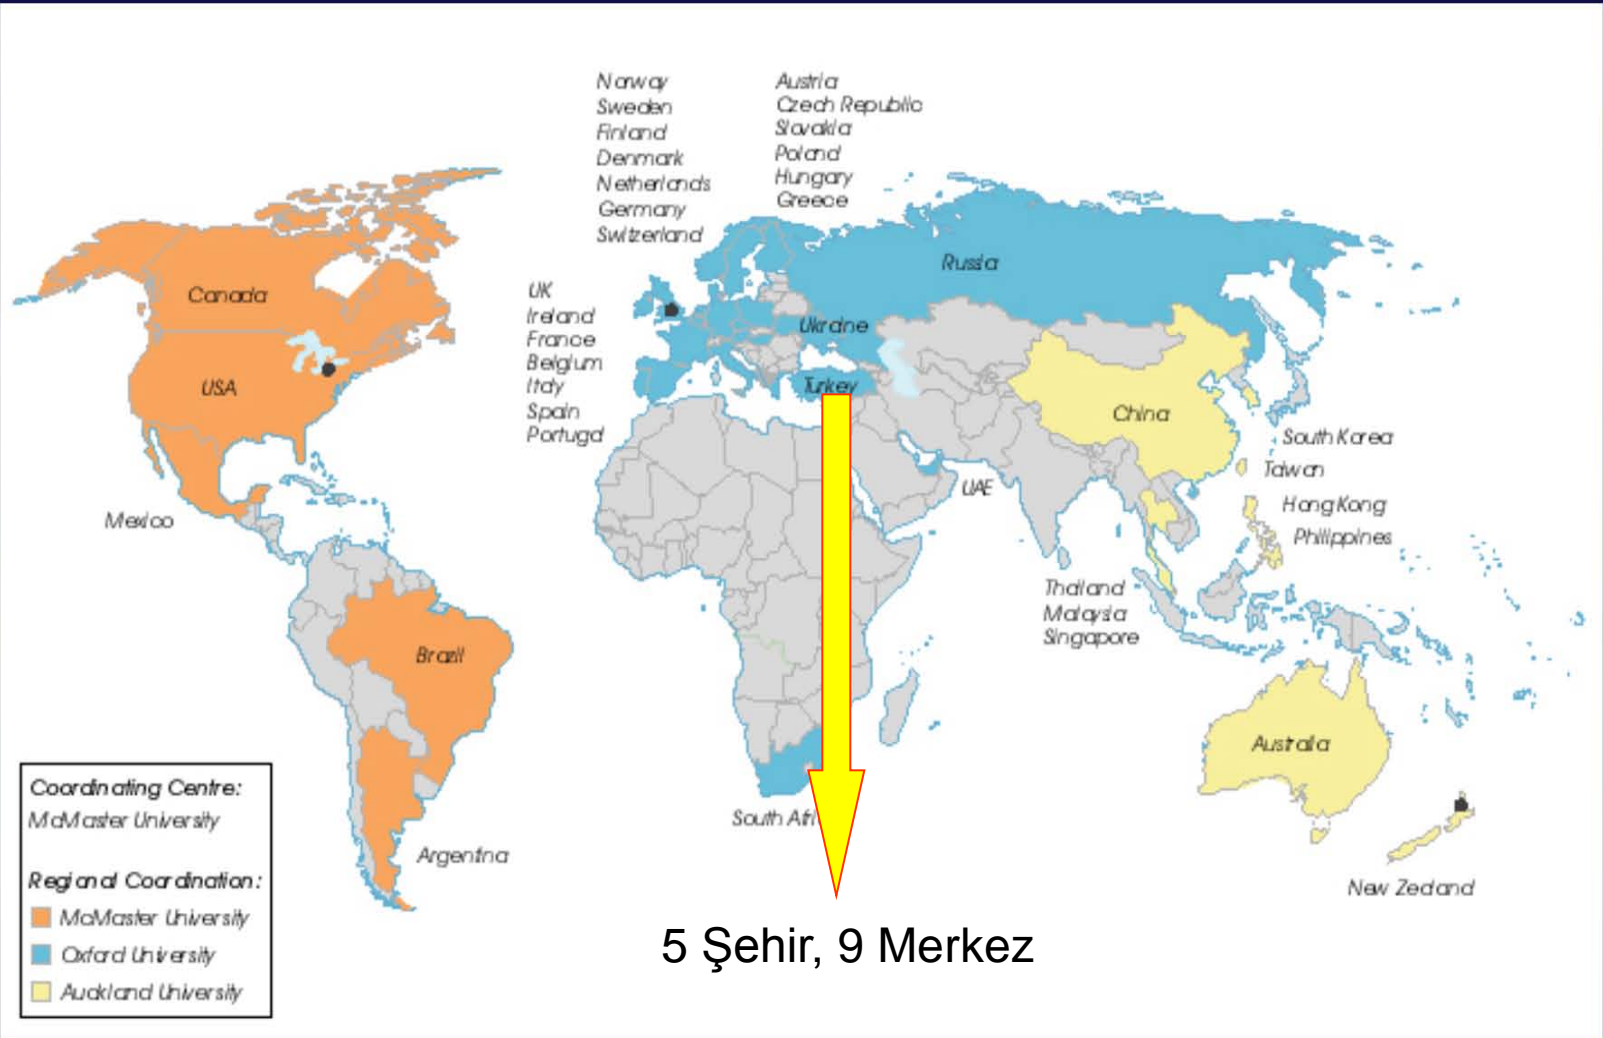 Norway
Sweden
Finland
Denmark
Netherlands
Germany
Switzerland
Austria
Czech Republic
Slovakia
Poland
Hungary
Greece
UK
Ireland
France
Belgium
Italy
Spain
Portugal
Canada
USA
Mexico
Brazil
Argentina
Russia
Ukraine
Turkey
UAE
China
South Korea
Taiwan
Hong Kong
Philippines
Thailand
Malaysia
Singapore
Australia
New Zealand
South Afri
Coordinating Centre:
McMaster University
Regional Coordination:
McMaster University
Oxford University
Auckland University
5 Şehir, 9 Merkez